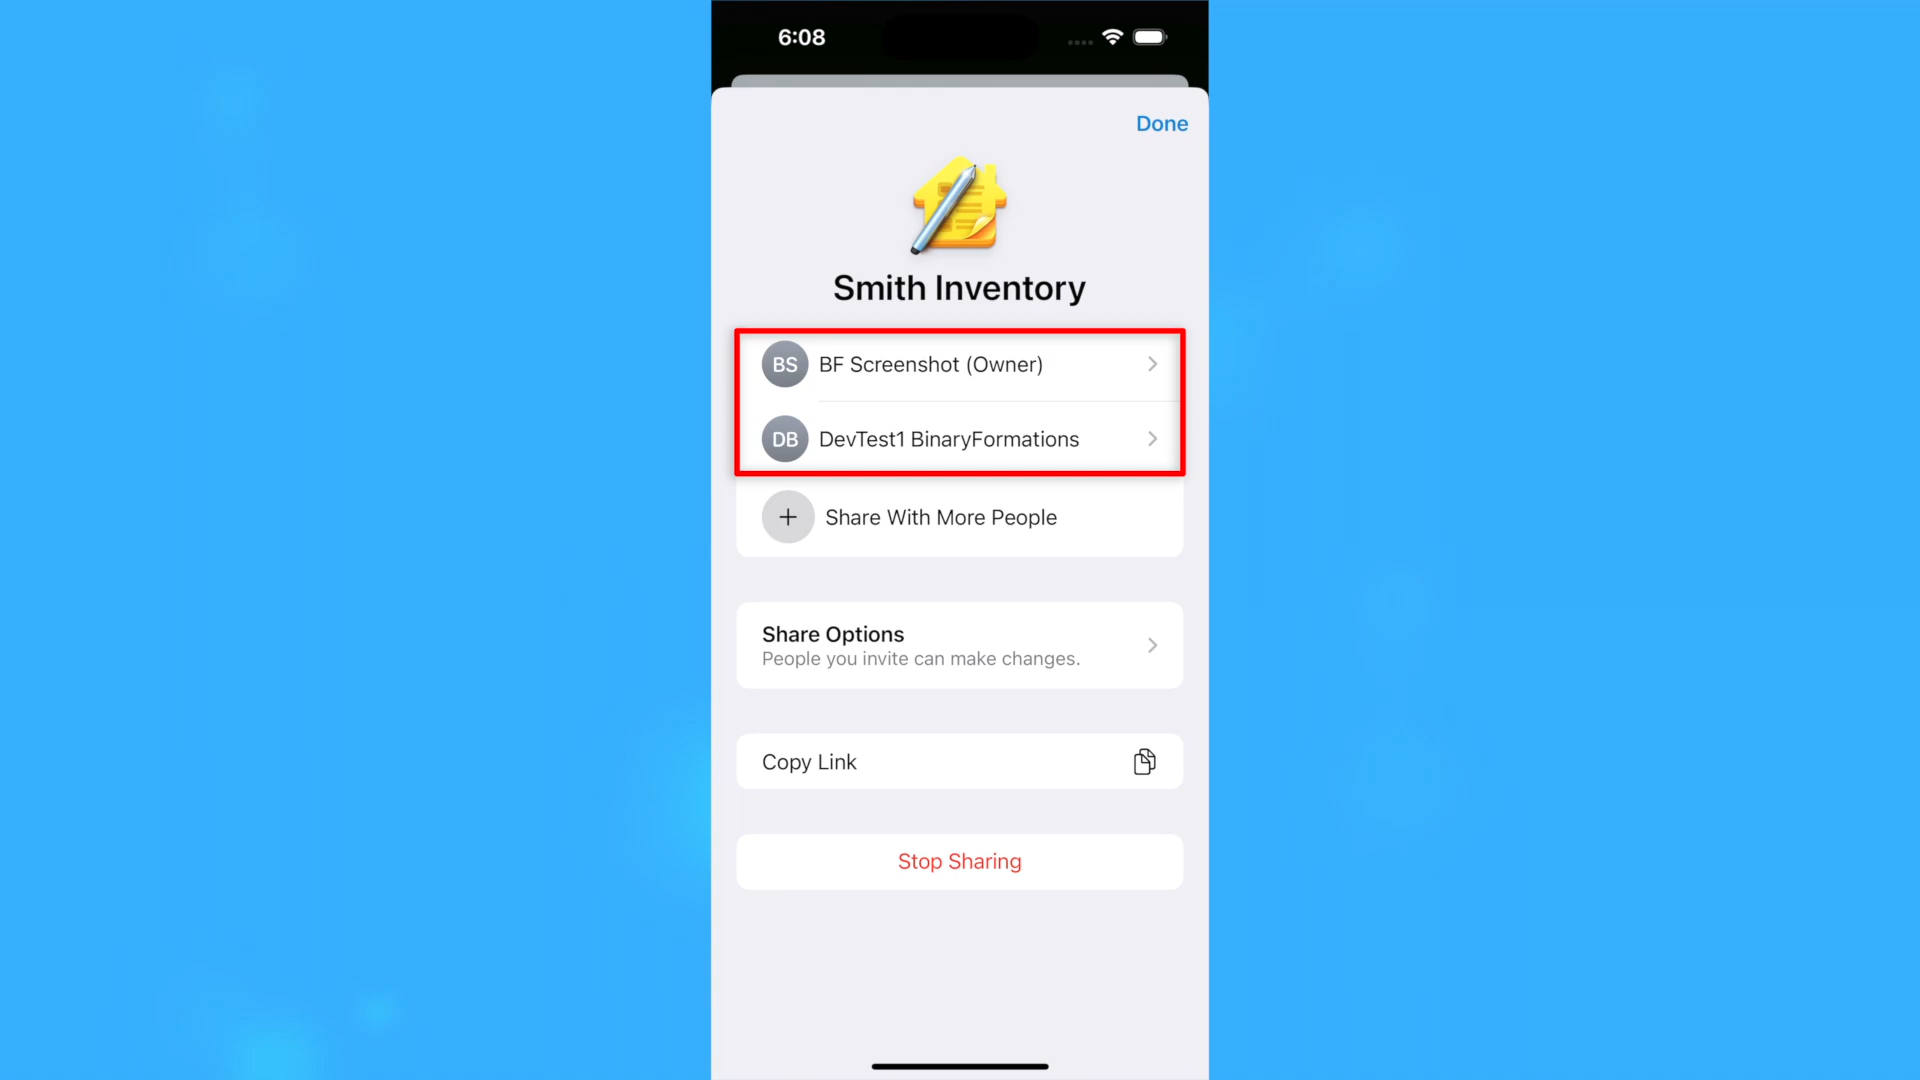 6:08
Done
Smith Inventory
BS BF Screenshot (Owner)
DB DevTest1 BinaryFormations
Share With More People
Share Options
People you invite can make changes.
Copy Link
Stop Sharing